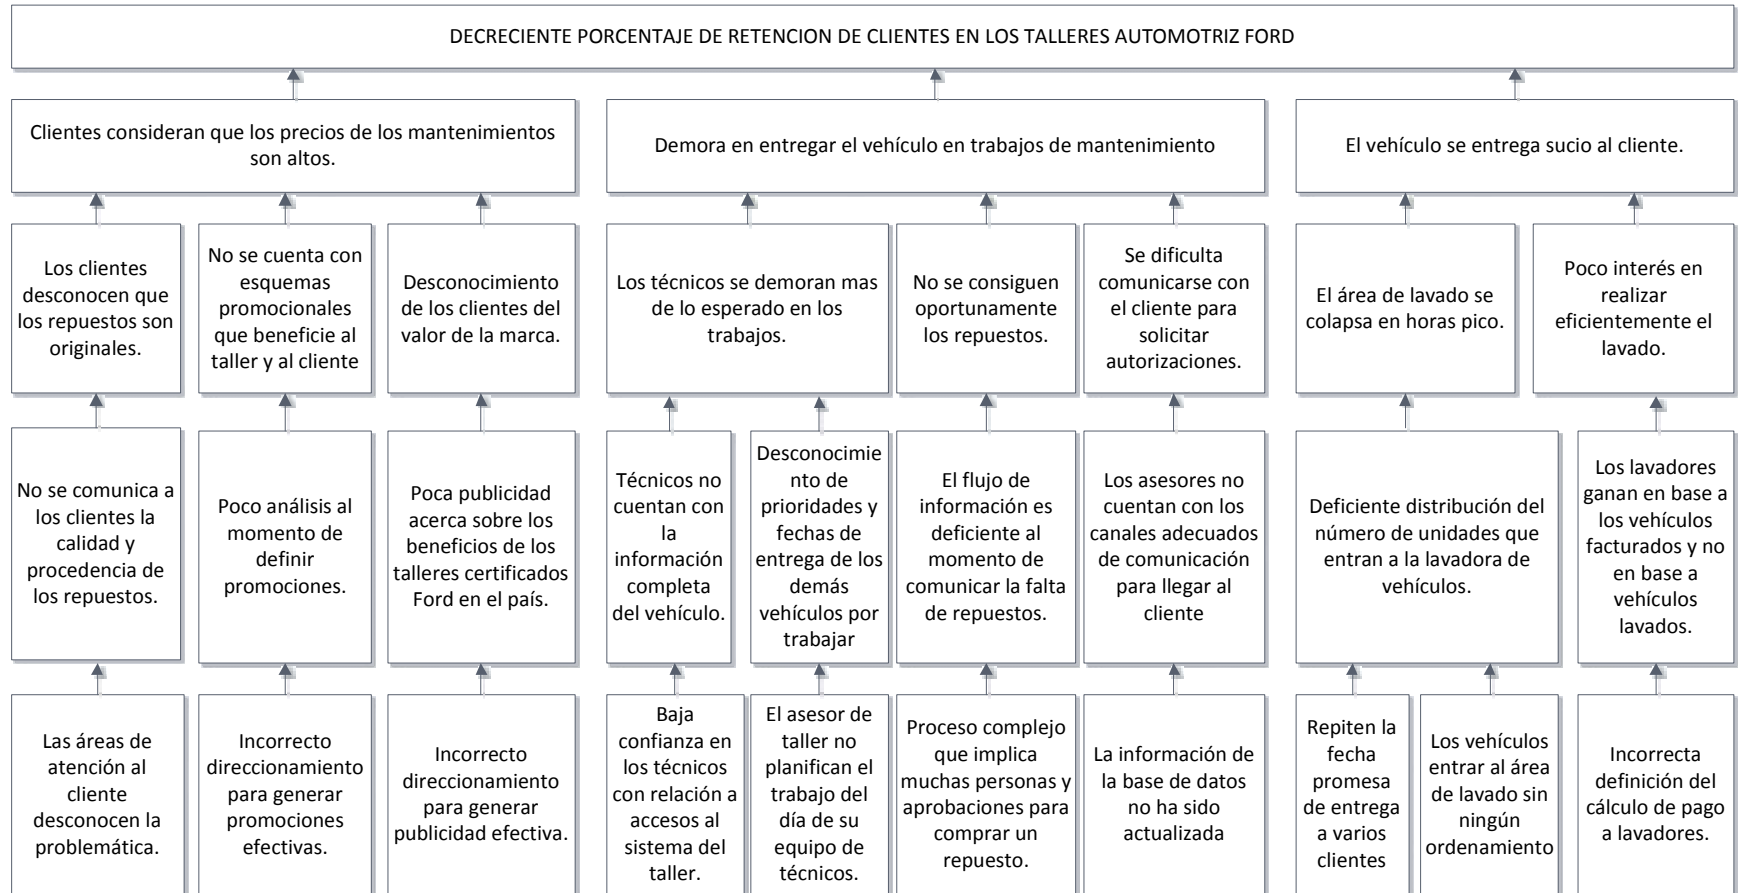 DECRECIENTE PORCENTAJE DE RETENCION DE CLIENTES EN LOS TALLERES AUTOMOTRIZ FORD
Clientes consideran que los precios de los mantenimientos
son altos.
Demora en entregar el vehículo en trabajos de mantenimiento
El vehículo se entrega sucio al cliente.
Los clientes
desconocen que
los repuestos son
originales.
No se cuenta con
esquemas
promocionales
que beneficie al
taller y al cliente
Desconocimiento
de los clientes del
valor de la marca.
Los técnicos se demoran mas
de lo esperado en los
trabajos.
No se consiguen
oportunamente
los repuestos.
Se dificulta
comunicarse con
el cliente para
solicitar
autorizaciones.
El área de lavado se
colapsa en horas pico.
Poco interés en
realizar
eficientemente el
lavado.
No se comunica a
los clientes la
calidad y
procedencia de
los repuestos.
Poco análisis al
momento de
definir
promociones.
Poca publicidad
acerca sobre los
beneficios de los
talleres certificados
Ford en el país.
Técnicos no
cuentan con
la
información
completa
del vehículo.
Desconocimie
nto de
prioridades y
fechas de
entrega de los
demás
vehículos por
trabajar
El flujo de
información es
deficiente al
momento de
comunicar la falta
de repuestos.
Los asesores no
cuentan con los
canales adecuados
de comunicación
para llegar al
cliente
Deficiente distribución del
número de unidades que
entran a la lavadora de
vehículos.
Los lavadores
ganan en base a
los vehículos
facturados y no
en base a
vehículos
lavados.
Las áreas de
atención al
cliente
desconocen la
problemática.
Incorrecto
direccionamiento
para generar
promociones
efectivas.
Incorrecto
direccionamiento
para generar
publicidad efectiva.
Baja
confianza en
los técnicos
con relación a
accesos al
sistema del
taller.
El asesor de
taller no
planifican el
trabajo del
día de su
equipo de
técnicos.
Proceso complejo
que implica
muchas personas y
aprobaciones para
comprar un
repuesto.
La información de
la base de datos
no ha sido
actualizada
Repiten la
fecha
promesa
de entrega
a varios
clientes
Los vehículos
entrar al área
de lavado sin
ningún
ordenamiento
Incorrecta
definición del
cálculo de pago
a lavadores.